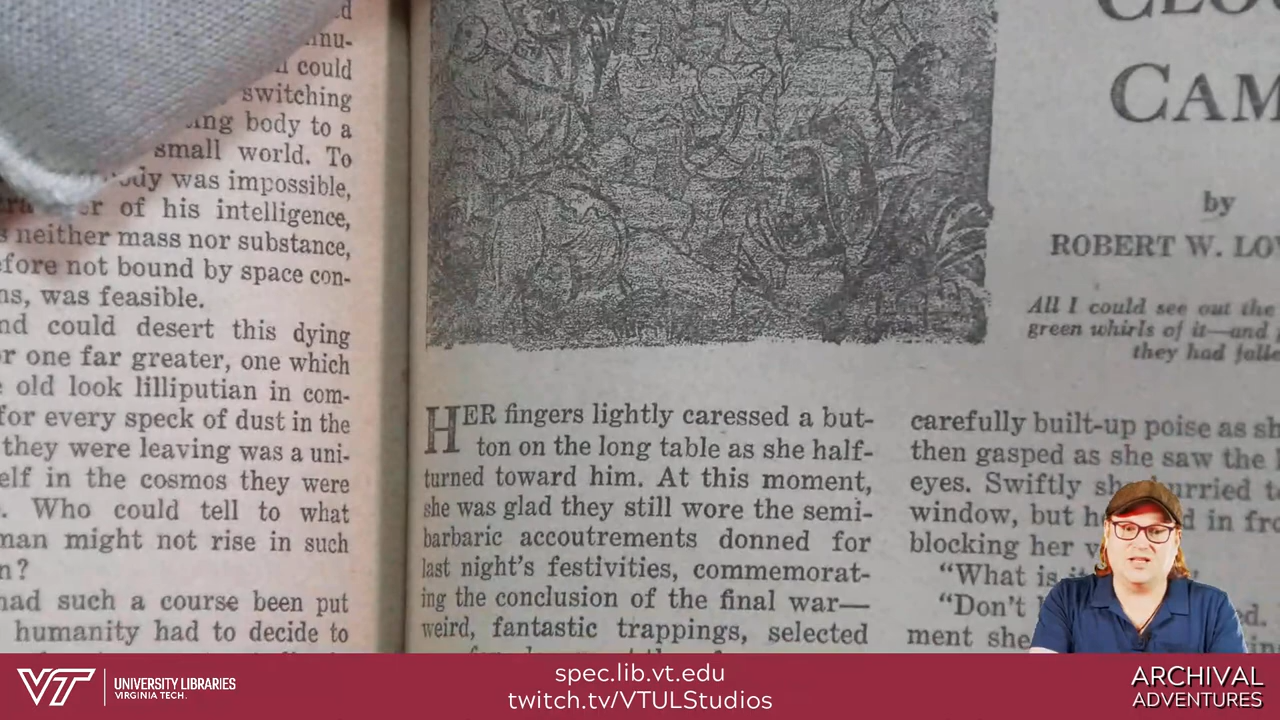 could
switching
body to a
small world. To
was impossible,
of his intelligence,
neither mass nor substance,
not bound by space con-
was feasible.
could desert this dying
one far greater, one which
old look lilliputian in com-
for every speck of dust in the
they were leaving was a uni-
in the cosmos they were
Who could tell to what
man might not rise in such
had such a course been put
humanity had to decide to
CAM
by
ROBERT W.
All I could see out the
green whirls of it—and
they had
HER fingers lightly caressed a but-
ton on the long table as she half-
turned toward him. At this moment,
she was glad they still wore the semi-
barbaric accoutrements donned for
last night's festivities, commemorat-
ing the conclusion of the final war—
weird, fantastic trappings, selected
carefully built-up poise as
then gasped as she saw the
eyes. Swiftly she hurried
window, but
blocking her
"What is
"Don't
ment she
VT UNIVERSITY LIBRARIES
VIRGINIA TECH.
spec.lib.vt.edu
twitch.tv/VTULStudios
ARCHIVAL
ADVENTURES